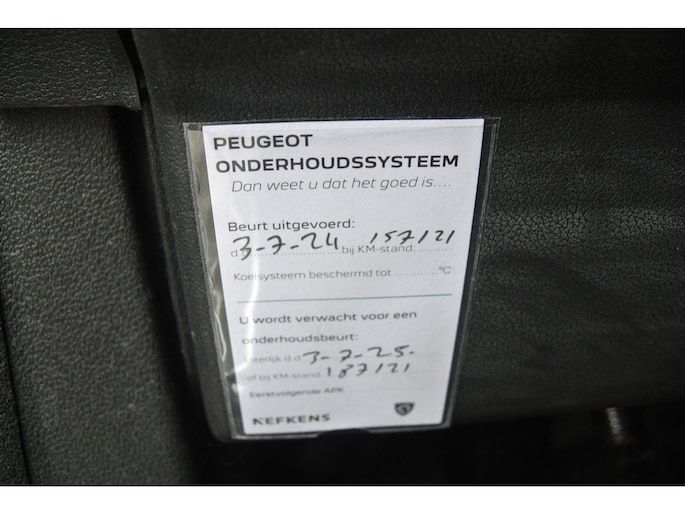 PEUGEOT
ONDERHOUDSSYSTEEM
Dan weet u dat het goed is....
Beurt uitgevoerd:
d.d. 3-7-24 bij KM-stand: 157121
Koelsysteem beschermd tot ............°C
U wordt verwacht voor een
onderhoudsbeurt:
Uiterlijk d.d. 3-7-25.
of bij KM-stand 187121
Eerstvolgende APK
NEFKENS